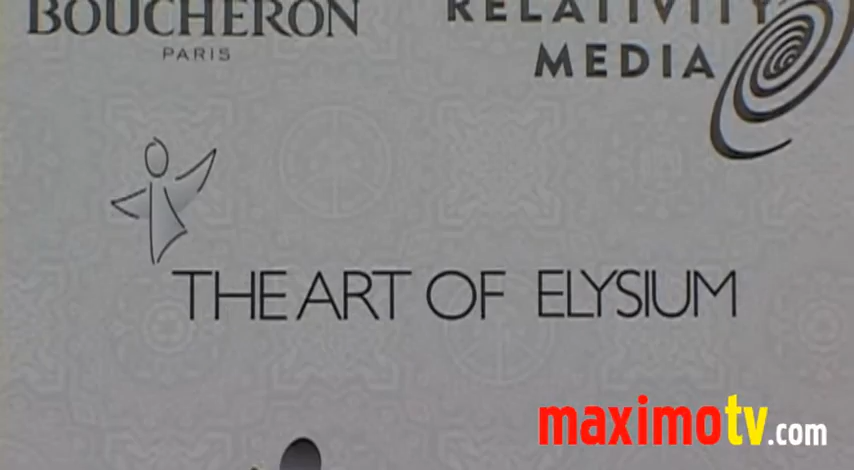 BOUCHERON
PARIS
RELATIVITY
MEDIA
THE ART OF ELYSIUM
maximotv.com